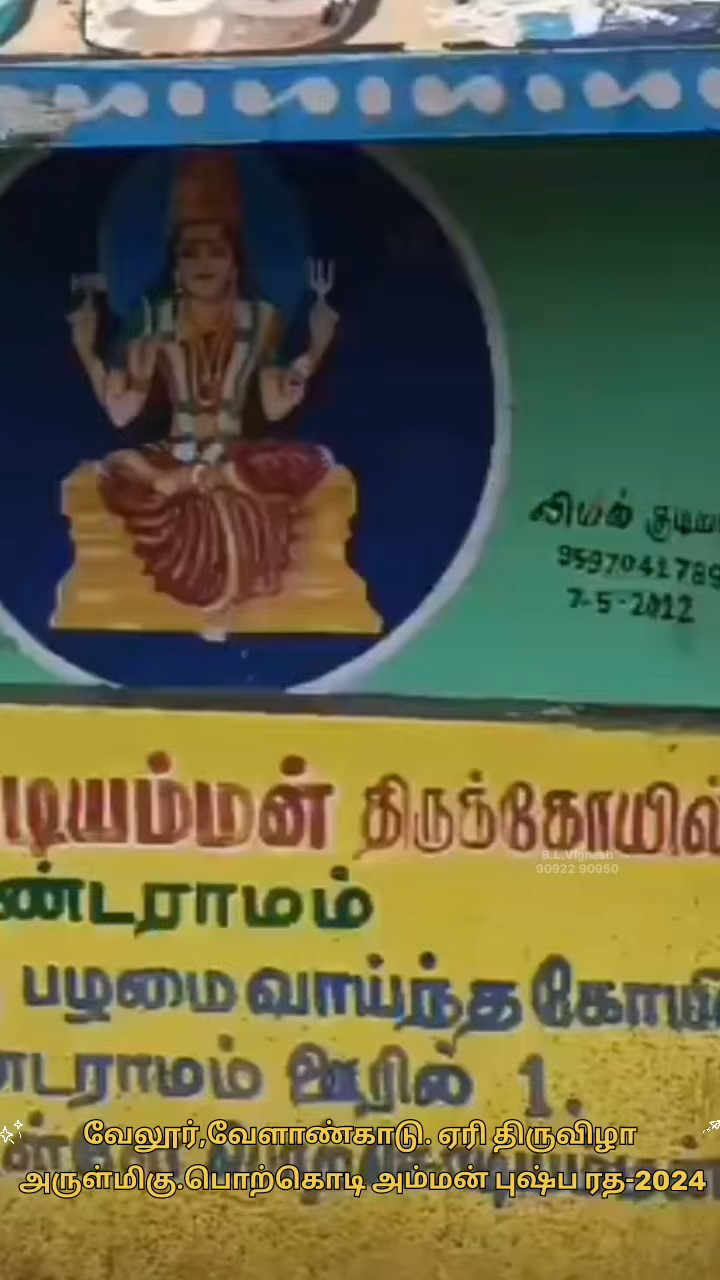 விமல் குடிய
9597041789
7-5-2012
டியம்மன் திருக்கோயில்
ண்டராமம்
பழமை வாய்ந்த கோயி
டராமம் ஊரில் 1.
B.L.Vignesh
90922 90950
வேலூர்,வேளாண்காடு. ஏரி திருவிழா
அருள்மிகு.பொற்கொடி அம்மன் புஷ்ப ரத-2024